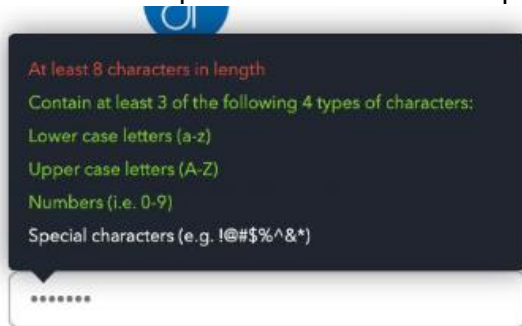 At least 8 characters in length
Contain at least 3 of the following 4 types of characters:
Lower case letters (a-z)
Upper case letters (A-Z)
Numbers (i.e. 0-9)
Special characters (e.g. !@#$%^&*)
•••••••